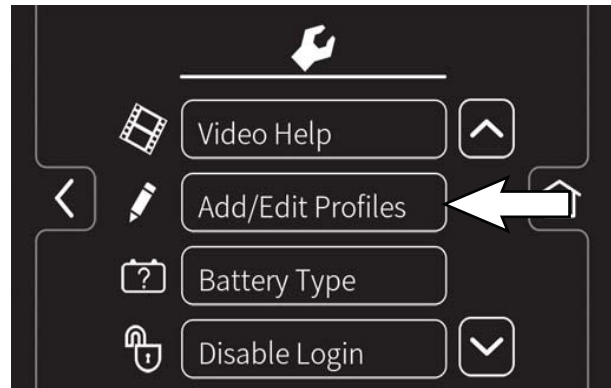 Video Help
Add/Edit Profiles
?
Battery Type
Disable Login